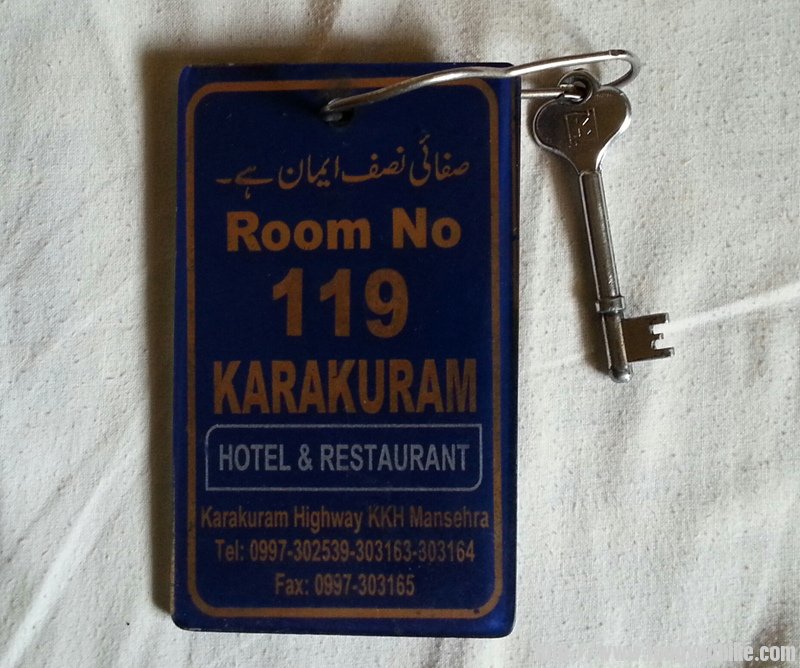 صفائی نصف ایمان ہے۔
Room No
119
KARAKURAM
HOTEL & RESTAURANT
Karakuram Highway KKH Mansehra
Tel: 0997-302539-303163-303164
Fax: 0997-303165